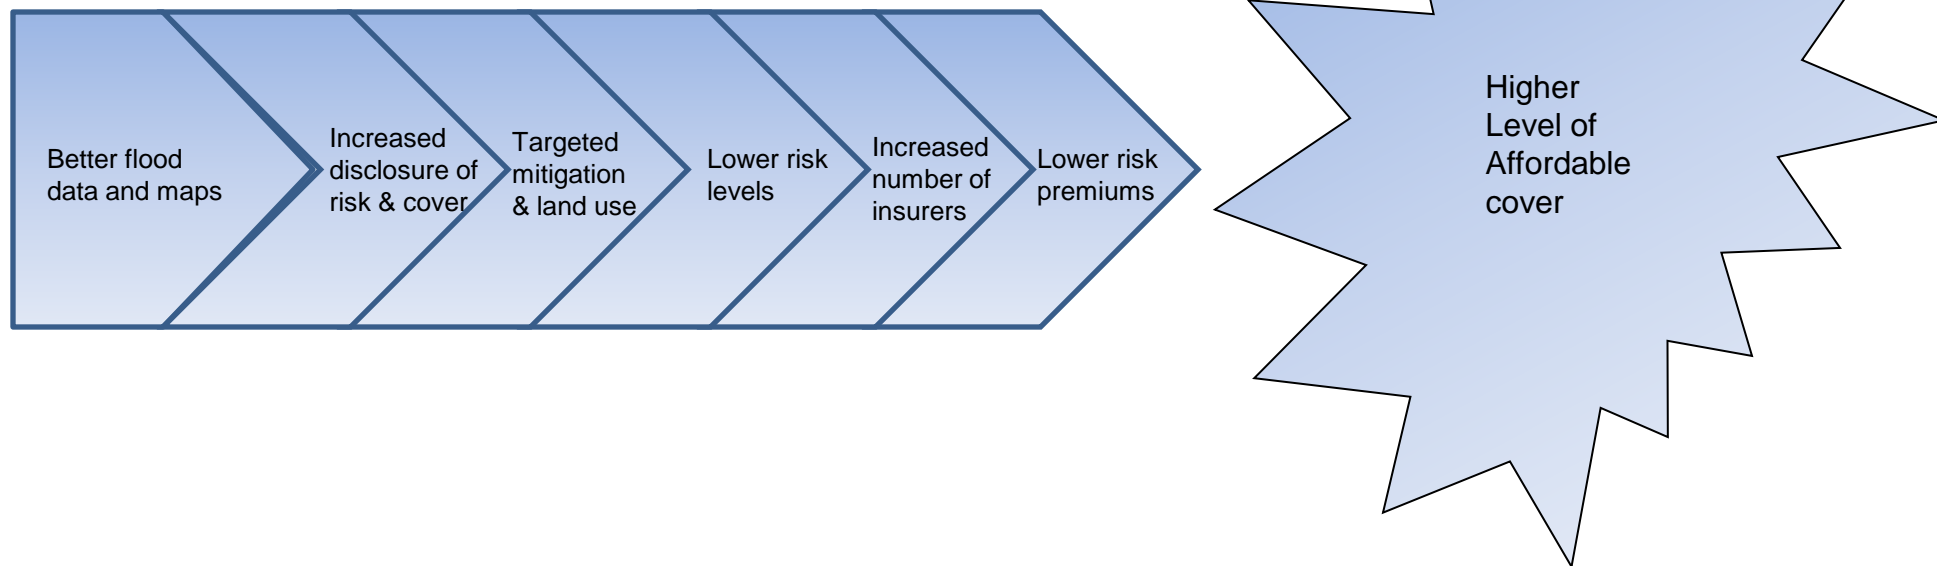 Better flood
data and maps
Increased
disclosure of
risk & cover
Targeted
mitigation
& land use
Lower risk
levels
Increased
number of
insurers
Lower risk
premiums
Higher
Level of
Affordable
cover